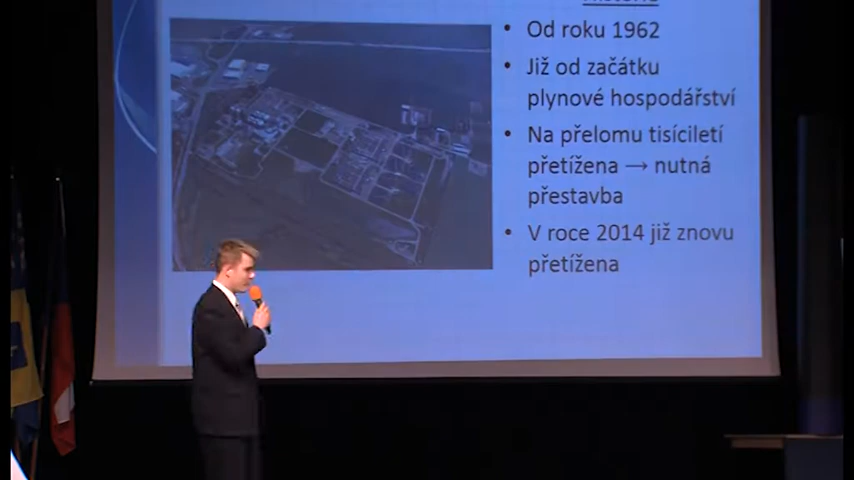 • Od roku 1962
• Již od začátku
plynové hospodářství
• Na přelomu tisíciletí
přetížena → nutná
přestavba
• V roce 2014 již znovu
přetížena